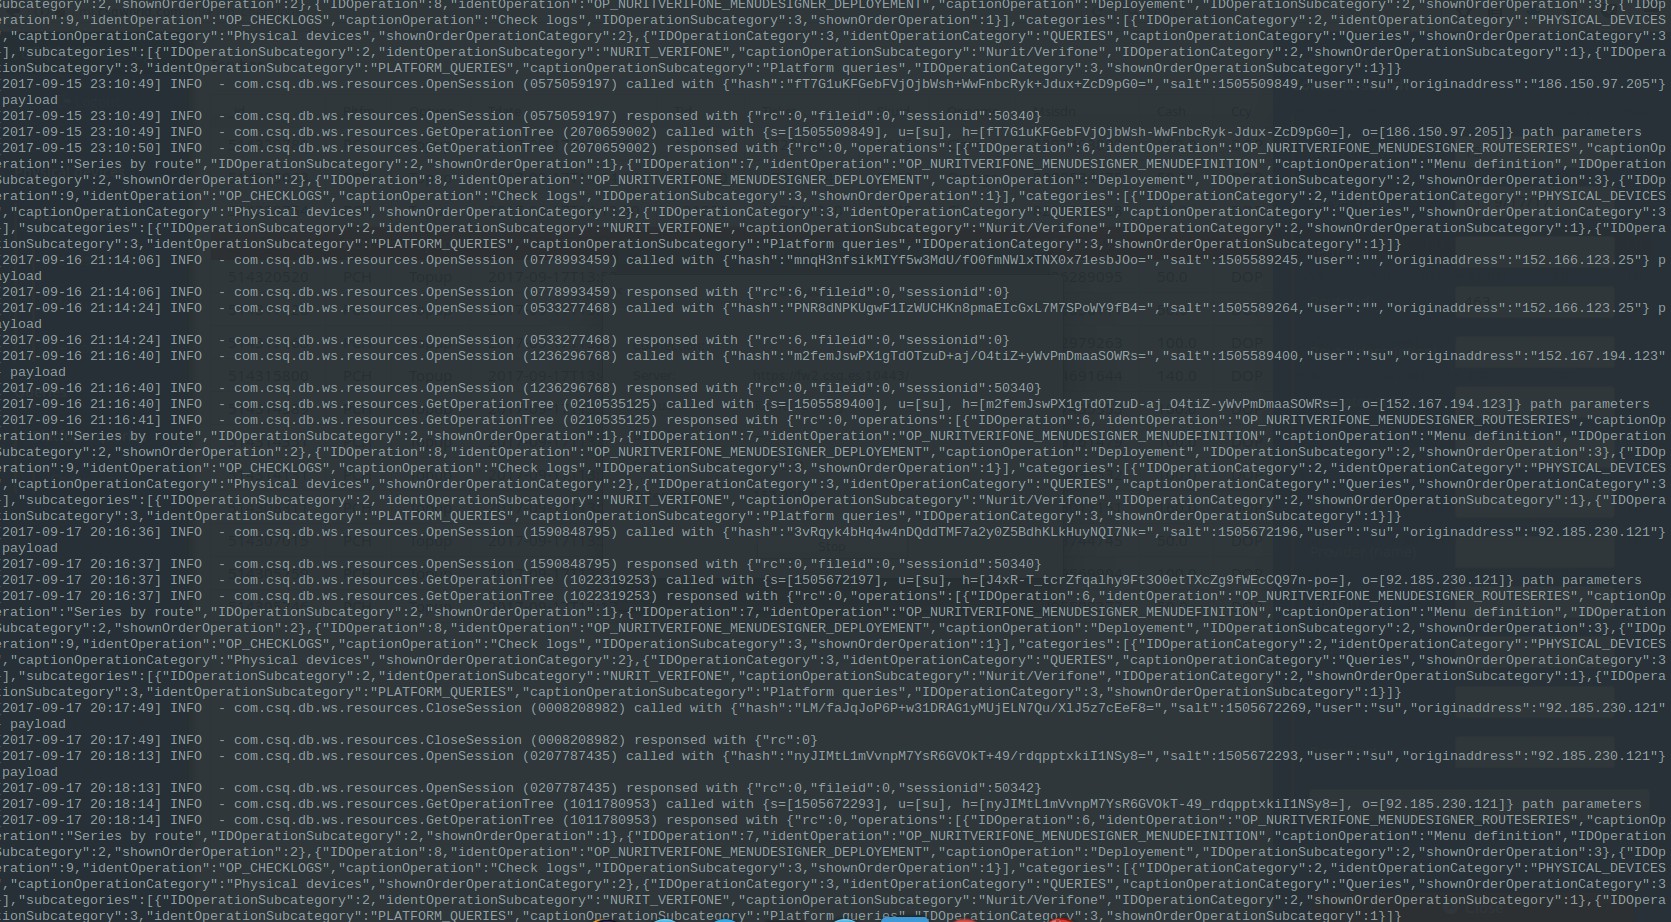 Subcategory":2,"shownOrderOperation":2},{"IDOperation":8,"identOperation":"OP_NURITVERIFONE_MENUDESIGNER_DEPLOYEMENT","captionOperation":"Deployement","IDOperationSubcategory":2,"shownOrderOperation":3},{"IDOp
eration":9,"identOperation":"OP_CHECKLOGS","captionOperation":"Check logs","IDOperationSubcategory":3,"shownOrderOperation":1}],"categories":[{"IDOperationCategory":2,"identOperationCategory":"PHYSICAL_DEVICES
","captionOperationCategory":"Physical devices","shownOrderOperationCategory":2},{"IDOperationCategory":3,"identOperationCategory":"QUERIES","captionOperationCategory":"Queries","shownOrderOperationCategory":3
}],"subcategories":[{"IDOperationSubcategory":2,"identOperationSubcategory":"NURIT_VERIFONE","captionOperationSubcategory":"Nurit/Verifone","IDOperationCategory":2,"shownOrderOperationSubcategory":1},{"IDOpera
tionSubcategory":3,"identOperationSubcategory":"PLATFORM_QUERIES","captionOperationSubcategory":"Platform queries","IDOperationCategory":3,"shownOrderOperationSubcategory":1}]}
[2017-09-15 23:10:49] INFO  - com.csq.db.ws.resources.OpenSession (0575059197) called with {"hash":"fT7G1uKFGebFVjOjbWsh+WwFnbcRyk+Jdux+ZcD9pG0=","salt":1505509849,"user":"su","originaddress":"186.150.97.205"}
 payload
[2017-09-15 23:10:49] INFO  - com.csq.db.ws.resources.OpenSession (0575059197) responsed with {"rc":0,"fileid":0,"sessionid":50340}
[2017-09-15 23:10:49] INFO  - com.csq.db.ws.resources.GetOperationTree (2070659002) called with {s=[1505509849], u=[su], h=[fT7G1uKFGebFVjOjbWsh-WwFnbcRyk-Jdux-ZcD9pG0=], o=[186.150.97.205]} path parameters
[2017-09-15 23:10:50] INFO  - com.csq.db.ws.resources.GetOperationTree (2070659002) responsed with {"rc":0,"operations":[{"IDOperation":6,"identOperation":"OP_NURITVERIFONE_MENUDESIGNER_ROUTESERIES","captionOp
eration":"Series by route","IDOperationSubcategory":2,"shownOrderOperation":1},{"IDOperation":7,"identOperation":"OP_NURITVERIFONE_MENUDESIGNER_MENUDEFINITION","captionOperation":"Menu definition","IDOperation
Subcategory":2,"shownOrderOperation":2},{"IDOperation":8,"identOperation":"OP_NURITVERIFONE_MENUDESIGNER_DEPLOYEMENT","captionOperation":"Deployement","IDOperationSubcategory":2,"shownOrderOperation":3},{"IDOp
eration":9,"identOperation":"OP_CHECKLOGS","captionOperation":"Check logs","IDOperationSubcategory":3,"shownOrderOperation":1}],"categories":[{"IDOperationCategory":2,"identOperationCategory":"PHYSICAL_DEVICES
","captionOperationCategory":"Physical devices","shownOrderOperationCategory":2},{"IDOperationCategory":3,"identOperationCategory":"QUERIES","captionOperationCategory":"Queries","shownOrderOperationCategory":3
}],"subcategories":[{"IDOperationSubcategory":2,"identOperationSubcategory":"NURIT_VERIFONE","captionOperationSubcategory":"Nurit/Verifone","IDOperationCategory":2,"shownOrderOperationSubcategory":1},{"IDOpera
tionSubcategory":3,"identOperationSubcategory":"PLATFORM_QUERIES","captionOperationSubcategory":"Platform queries","IDOperationCategory":3,"shownOrderOperationSubcategory":1}]}
[2017-09-16 21:14:06] INFO  - com.csq.db.ws.resources.OpenSession (0778993459) called with {"hash":"mnqH3nfsikMIYf5w3MdU/fO0fmNWlxTNX0x71esbJOo=","salt":1505589245,"user":"","originaddress":"152.166.123.25"} p
ayload
[2017-09-16 21:14:06] INFO  - com.csq.db.ws.resources.OpenSession (0778993459) responsed with {"rc":6,"fileid":0,"sessionid":0}
[2017-09-16 21:14:24] INFO  - com.csq.db.ws.resources.OpenSession (0533277468) called with {"hash":"PNR8dNPKUgwF1IzWUCHKn8pmaEIcGxL7M7SPoWY9fB4=","salt":1505589264,"user":"","originaddress":"152.166.123.25"} p
ayload
[2017-09-16 21:14:24] INFO  - com.csq.db.ws.resources.OpenSession (0533277468) responsed with {"rc":6,"fileid":0,"sessionid":0}
[2017-09-16 21:16:40] INFO  - com.csq.db.ws.resources.OpenSession (1236296768) called with {"hash":"m2femJswPX1gTdOTzuD+aj/O4tiZ+yWvPmDmaaSOWRs=","salt":1505589400,"user":"su","originaddress":"152.167.194.123"
} payload
[2017-09-16 21:16:40] INFO  - com.csq.db.ws.resources.OpenSession (1236296768) responsed with {"rc":0,"fileid":0,"sessionid":50340}
[2017-09-16 21:16:40] INFO  - com.csq.db.ws.resources.GetOperationTree (0210535125) called with {s=[1505589400], u=[su], h=[m2femJswPX1gTdOTzuD-aj_O4tiZ-yWvPmDmaaSOWRs=], o=[152.167.194.123]} path parameters
[2017-09-16 21:16:41] INFO  - com.csq.db.ws.resources.GetOperationTree (0210535125) responsed with {"rc":0,"operations":[{"IDOperation":6,"identOperation":"OP_NURITVERIFONE_MENUDESIGNER_ROUTESERIES","captionOp
eration":"Series by route","IDOperationSubcategory":2,"shownOrderOperation":1},{"IDOperation":7,"identOperation":"OP_NURITVERIFONE_MENUDESIGNER_MENUDEFINITION","captionOperation":"Menu definition","IDOperation
Subcategory":2,"shownOrderOperation":2},{"IDOperation":8,"identOperation":"OP_NURITVERIFONE_MENUDESIGNER_DEPLOYEMENT","captionOperation":"Deployement","IDOperationSubcategory":2,"shownOrderOperation":3},{"IDOp
eration":9,"identOperation":"OP_CHECKLOGS","captionOperation":"Check logs","IDOperationSubcategory":3,"shownOrderOperation":1}],"categories":[{"IDOperationCategory":2,"identOperationCategory":"PHYSICAL_DEVICES
","captionOperationCategory":"Physical devices","shownOrderOperationCategory":2},{"IDOperationCategory":3,"identOperationCategory":"QUERIES","captionOperationCategory":"Queries","shownOrderOperationCategory":3
}],"subcategories":[{"IDOperationSubcategory":2,"identOperationSubcategory":"NURIT_VERIFONE","captionOperationSubcategory":"Nurit/Verifone","IDOperationCategory":2,"shownOrderOperationSubcategory":1},{"IDOpera
tionSubcategory":3,"identOperationSubcategory":"PLATFORM_QUERIES","captionOperationSubcategory":"Platform queries","IDOperationCategory":3,"shownOrderOperationSubcategory":1}]}
[2017-09-17 20:16:36] INFO  - com.csq.db.ws.resources.OpenSession (1590848795) called with {"hash":"3vRqyk4bHq4w4nDQddTMF7a2y0Z5BdhKLkHuyNQI7Nk=","salt":1505672196,"user":"su","originaddress":"92.185.230.121"}
 payload
[2017-09-17 20:16:37] INFO  - com.csq.db.ws.resources.OpenSession (1590848795) responsed with {"rc":0,"fileid":0,"sessionid":50340}
[2017-09-17 20:16:37] INFO  - com.csq.db.ws.resources.GetOperationTree (1022319253) called with {s=[1505672197], u=[su], h=[J4xR-T_tcrZfqalhy9Ft3O0etTXcZg9fWEcCQ97n-po=], o=[92.185.230.121]} path parameters
[2017-09-17 20:16:37] INFO  - com.csq.db.ws.resources.GetOperationTree (1022319253) responsed with {"rc":0,"operations":[{"IDOperation":6,"identOperation":"OP_NURITVERIFONE_MENUDESIGNER_ROUTESERIES","captionOp
eration":"Series by route","IDOperationSubcategory":2,"shownOrderOperation":1},{"IDOperation":7,"identOperation":"OP_NURITVERIFONE_MENUDESIGNER_MENUDEFINITION","captionOperation":"Menu definition","IDOperation
Subcategory":2,"shownOrderOperation":2},{"IDOperation":8,"identOperation":"OP_NURITVERIFONE_MENUDESIGNER_DEPLOYEMENT","captionOperation":"Deployement","IDOperationSubcategory":2,"shownOrderOperation":3},{"IDOp
eration":9,"identOperation":"OP_CHECKLOGS","captionOperation":"Check logs","IDOperationSubcategory":3,"shownOrderOperation":1}],"categories":[{"IDOperationCategory":2,"identOperationCategory":"PHYSICAL_DEVICES
","captionOperationCategory":"Physical devices","shownOrderOperationCategory":2},{"IDOperationCategory":3,"identOperationCategory":"QUERIES","captionOperationCategory":"Queries","shownOrderOperationCategory":3
}],"subcategories":[{"IDOperationSubcategory":2,"identOperationSubcategory":"NURIT_VERIFONE","captionOperationSubcategory":"Nurit/Verifone","IDOperationCategory":2,"shownOrderOperationSubcategory":1},{"IDOpera
tionSubcategory":3,"identOperationSubcategory":"PLATFORM_QUERIES","captionOperationSubcategory":"Platform queries","IDOperationCategory":3,"shownOrderOperationSubcategory":1}]}
[2017-09-17 20:17:49] INFO  - com.csq.db.ws.resources.CloseSession (0008208982) called with {"hash":"LM/faJqJoP6P+w31DRAG1yMUjELN7Qu/XlJ5z7cEeF8=","salt":1505672269,"user":"su","originaddress":"92.185.230.121"
} payload
[2017-09-17 20:17:49] INFO  - com.csq.db.ws.resources.CloseSession (0008208982) responsed with {"rc":0}
[2017-09-17 20:18:13] INFO  - com.csq.db.ws.resources.OpenSession (0207787435) called with {"hash":"nyJIMtL1mVvnpM7YsR6GVOkT+49/rdqpptxkiI1NSy8=","salt":1505672293,"user":"su","originaddress":"92.185.230.121"}
 payload
[2017-09-17 20:18:13] INFO  - com.csq.db.ws.resources.OpenSession (0207787435) responsed with {"rc":0,"fileid":0,"sessionid":50342}
[2017-09-17 20:18:14] INFO  - com.csq.db.ws.resources.GetOperationTree (1011780953) called with {s=[1505672293], u=[su], h=[nyJIMtL1mVvnpM7YsR6GVOkT-49_rdqpptxkiI1NSy8=], o=[92.185.230.121]} path parameters
[2017-09-17 20:18:14] INFO  - com.csq.db.ws.resources.GetOperationTree (1011780953) responsed with {"rc":0,"operations":[{"IDOperation":6,"identOperation":"OP_NURITVERIFONE_MENUDESIGNER_ROUTESERIES","captionOp
eration":"Series by route","IDOperationSubcategory":2,"shownOrderOperation":1},{"IDOperation":7,"identOperation":"OP_NURITVERIFONE_MENUDESIGNER_MENUDEFINITION","captionOperation":"Menu definition","IDOperation
Subcategory":2,"shownOrderOperation":2},{"IDOperation":8,"identOperation":"OP_NURITVERIFONE_MENUDESIGNER_DEPLOYEMENT","captionOperation":"Deployement","IDOperationSubcategory":2,"shownOrderOperation":3},{"IDOp
eration":9,"identOperation":"OP_CHECKLOGS","captionOperation":"Check logs","IDOperationSubcategory":3,"shownOrderOperation":1}],"categories":[{"IDOperationCategory":2,"identOperationCategory":"PHYSICAL_DEVICES
","captionOperationCategory":"Physical devices","shownOrderOperationCategory":2},{"IDOperationCategory":3,"identOperationCategory":"QUERIES","captionOperationCategory":"Queries","shownOrderOperationCategory":3
}],"subcategories":[{"IDOperationSubcategory":2,"identOperationSubcategory":"NURIT_VERIFONE","captionOperationSubcategory":"Nurit/Verifone","IDOperationCategory":2,"shownOrderOperationSubcategory":1},{"IDOpera
tionSubcategory":3,"identOperationSubcategory":"PLATFORM_QUERIES","captionOperationSubcategory":"Platform queries","IDOperationCategory":3,"shownOrderOperationSubcategory":1}]}